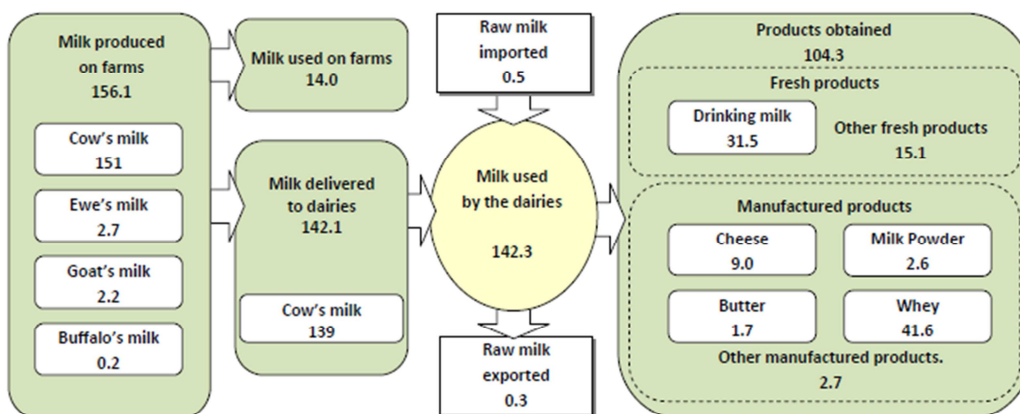 Milk produced
on farms
156.1
Cow's milk
151
Ewe's milk
2.7
Goat's milk
2.2
Buffalo's milk
0.2
Milk used on farms
14.0
Milk delivered
to dairies
142.1
Cow's milk
139
Raw milk
imported
0.5
Milk used
by the dairies
142.3
Raw milk
exported
0.3
Products obtained
104.3
Fresh products
Drinking milk
31.5
Other fresh products
15.1
Manufactured products
Cheese
9.0
Milk Powder
2.6
Butter
1.7
Whey
41.6
Other manufactured products.
2.7